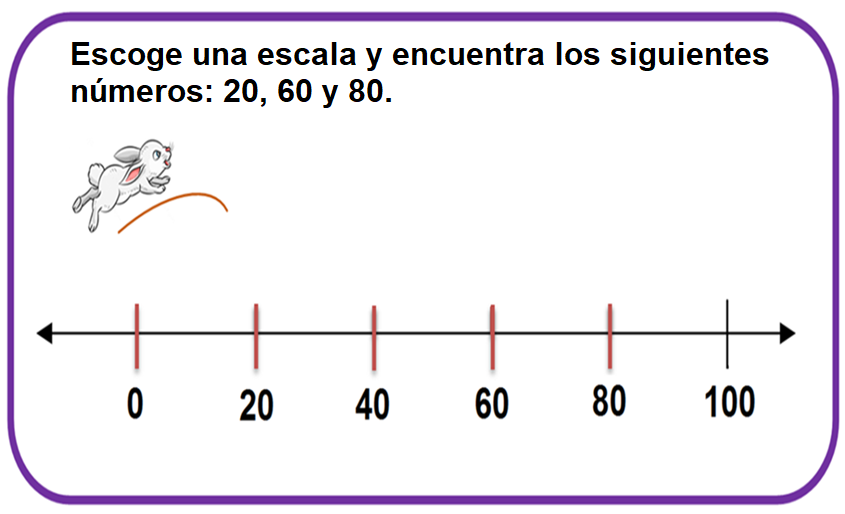 Escoge una escala y encuentra los siguientes
números: 20, 60 y 80.
0 20 40 60 80 100